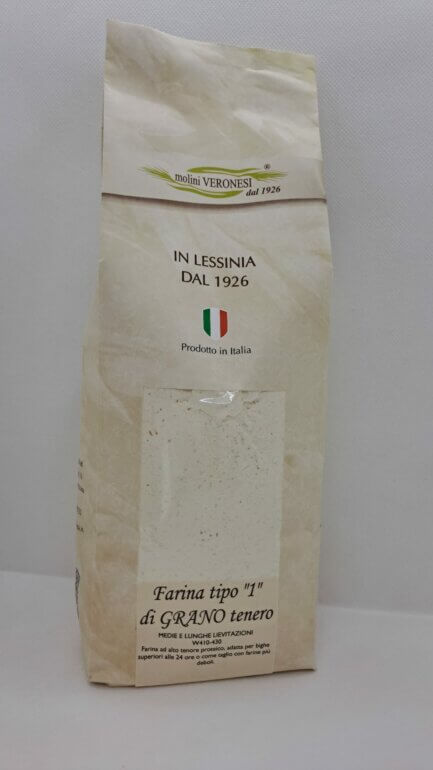 ®
molini VERONESI
dal 1926
IN LESSINIA
DAL 1926
Prodotto in Italia
Farina tipo "1"
di GRANO tenero
MEDIE E LUNGHE LIEVITAZIONI
W410-430
Farina ad alto tenore proteico, adatta per bighe
superiori alle 24 ore o come taglio con farine più
deboli.